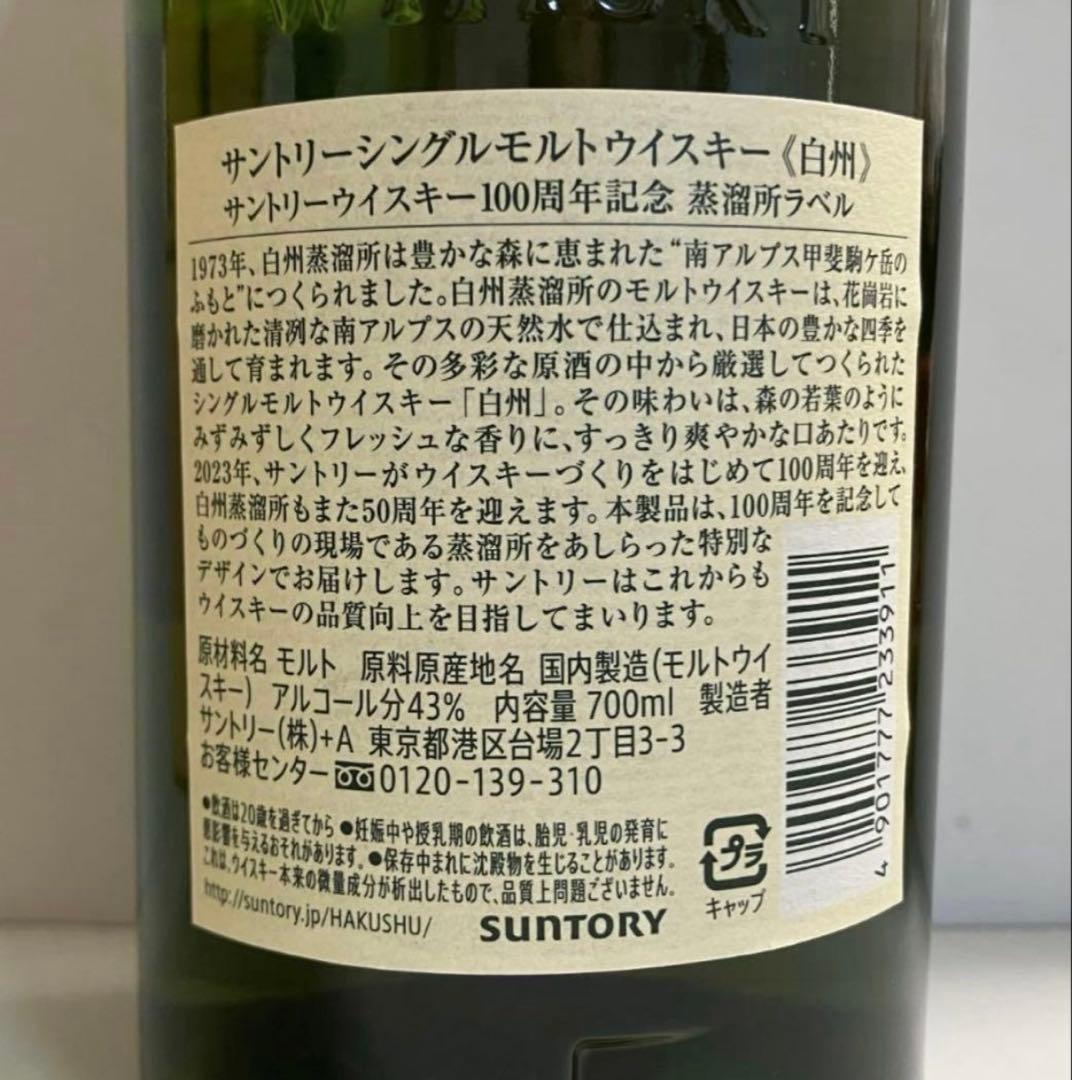 サントリーシングルモルトウイスキー《白州》
サントリーウイスキー100周年記念 蒸溜所ラベル
1973年、白州蒸溜所は豊かな森に恵まれた“南アルプス甲斐駒ケ岳の
ふもと”につくられました。白州蒸溜所のモルトウイスキーは、花崗岩に
磨かれた清冽な南アルプスの天然水で仕込まれ、日本の豊かな四季を
通して育まれます。その多彩な原酒の中から厳選してつくられた
シングルモルトウイスキー「白州」。その味わいは、森の若葉のように
みずみずしくフレッシュな香りに、すっきり爽やかな口あたりです。
2023年、サントリーがウイスキーづくりをはじめて100周年を迎え、
白州蒸溜所もまた50周年を迎えます。本製品は、100周年を記念して
ものづくりの現場である蒸溜所をあしらった特別な
デザインでお届けします。サントリーはこれからも
ウイスキーの品質向上を目指してまいります。
原材料名 モルト 原料原産地名 国内製造(モルトウイ
スキー) アルコール分43% 内容量 700ml 製造者
サントリー(株)+A 東京都港区台場2丁目3-3
お客様センター 0120-139-310
●飲酒は20歳を過ぎてから ●妊娠中や授乳期の飲酒は、胎児・乳児の発育に
悪影響を与えるおそれがあります。 ●保存中まれに沈殿物を生じることがあります。
これは、ウイスキー本来の微量成分が析出したもので、品質上問題ございません。
http://suntory.jp/HAKUSHU/
SUNTORY
プラ
キャップ
4 901777 233911